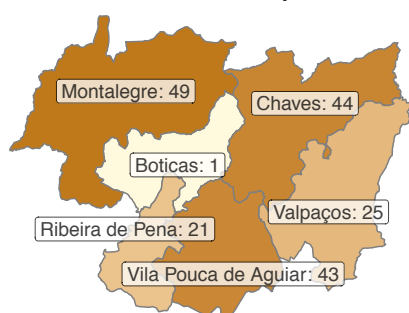 Montalegre: 49
Chaves: 44
Boticas: 1
Valpaços: 25
Ribeira de Pena: 21
Vila Pouca de Aguiar: 43